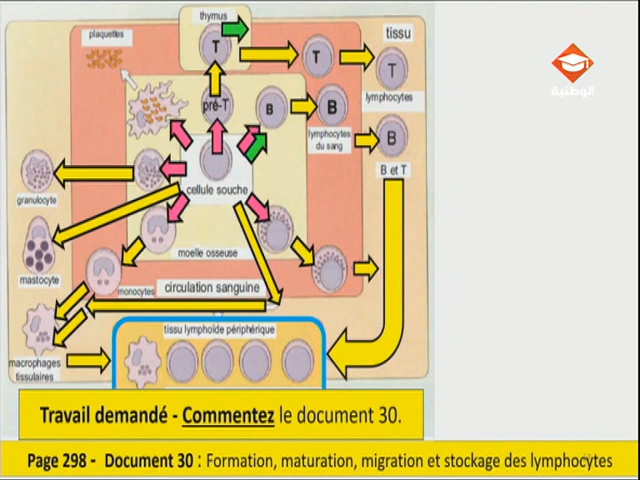 thymus
plaquettes
tissu
الوطنية
T
T
T
lymphocytes
pré-T
B
B
lymphocytes
du sang
B
B et T
cellule souche
granulocyte
mastocyte
moelle osseuse
monocytes
circulation sanguine
macrophages
tissulaires
tissu lymphoïde périphérique
Travail demandé - Commentez le document 30.
Page 298 - Document 30 : Formation, maturation, migration et stockage des lymphocytes